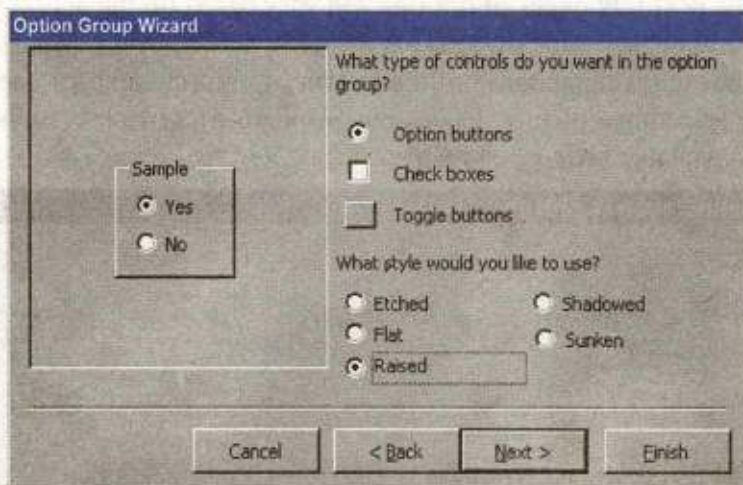 Option Group Wizard
What type of controls do you want in the option
group?
Option buttons
Check boxes
Toggle buttons
Sample
Yes
No
What style would you like to use?
Etched
Shadowed
Flat
Sunken
Raised
Cancel
< Back
Next >
Finish